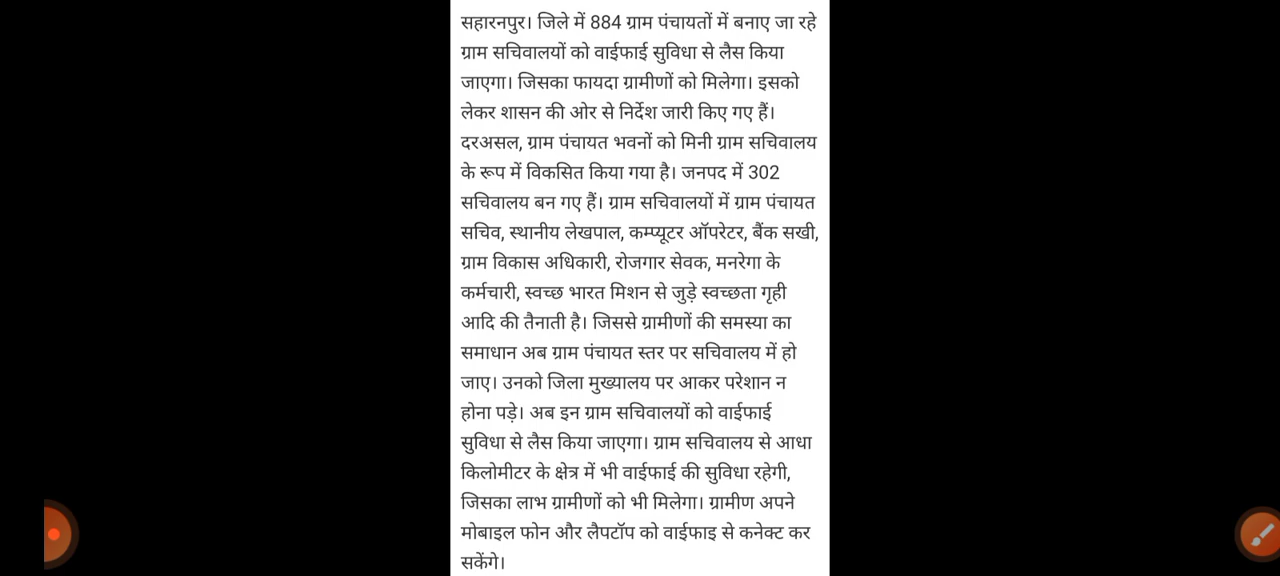 सहारनपुर। जिले में 884 ग्राम पंचायतों में बनाए जा रहे
ग्राम सचिवालयों को वाईफाई सुविधा से लैस किया
जाएगा। जिसका फायदा ग्रामीणों को मिलेगा। इसको
लेकर शासन की ओर से निर्देश जारी किए गए हैं।
दरअसल, ग्राम पंचायत भवनों को मिनी ग्राम सचिवालय
के रूप में विकसित किया गया है। जनपद में 302
सचिवालय बन गए हैं। ग्राम सचिवालयों में ग्राम पंचायत
सचिव, स्थानीय लेखपाल, कम्प्यूटर ऑपरेटर, बैंक सखी,
ग्राम विकास अधिकारी, रोजगार सेवक, मनरेगा के
कर्मचारी, स्वच्छ भारत मिशन से जुड़े स्वच्छता गृही
आदि की तैनाती है। जिससे ग्रामीणों की समस्या का
समाधान अब ग्राम पंचायत स्तर पर सचिवालय में हो
जाए। उनको जिला मुख्यालय पर आकर परेशान न
होना पड़े। अब इन ग्राम सचिवालयों को वाईफाई
सुविधा से लैस किया जाएगा। ग्राम सचिवालय से आधा
किलोमीटर के क्षेत्र में भी वाईफाई की सुविधा रहेगी,
जिसका लाभ ग्रामीणों को भी मिलेगा। ग्रामीण अपने
मोबाइल फोन और लैपटॉप को वाईफाइ से कनेक्ट कर
सकेंगे।